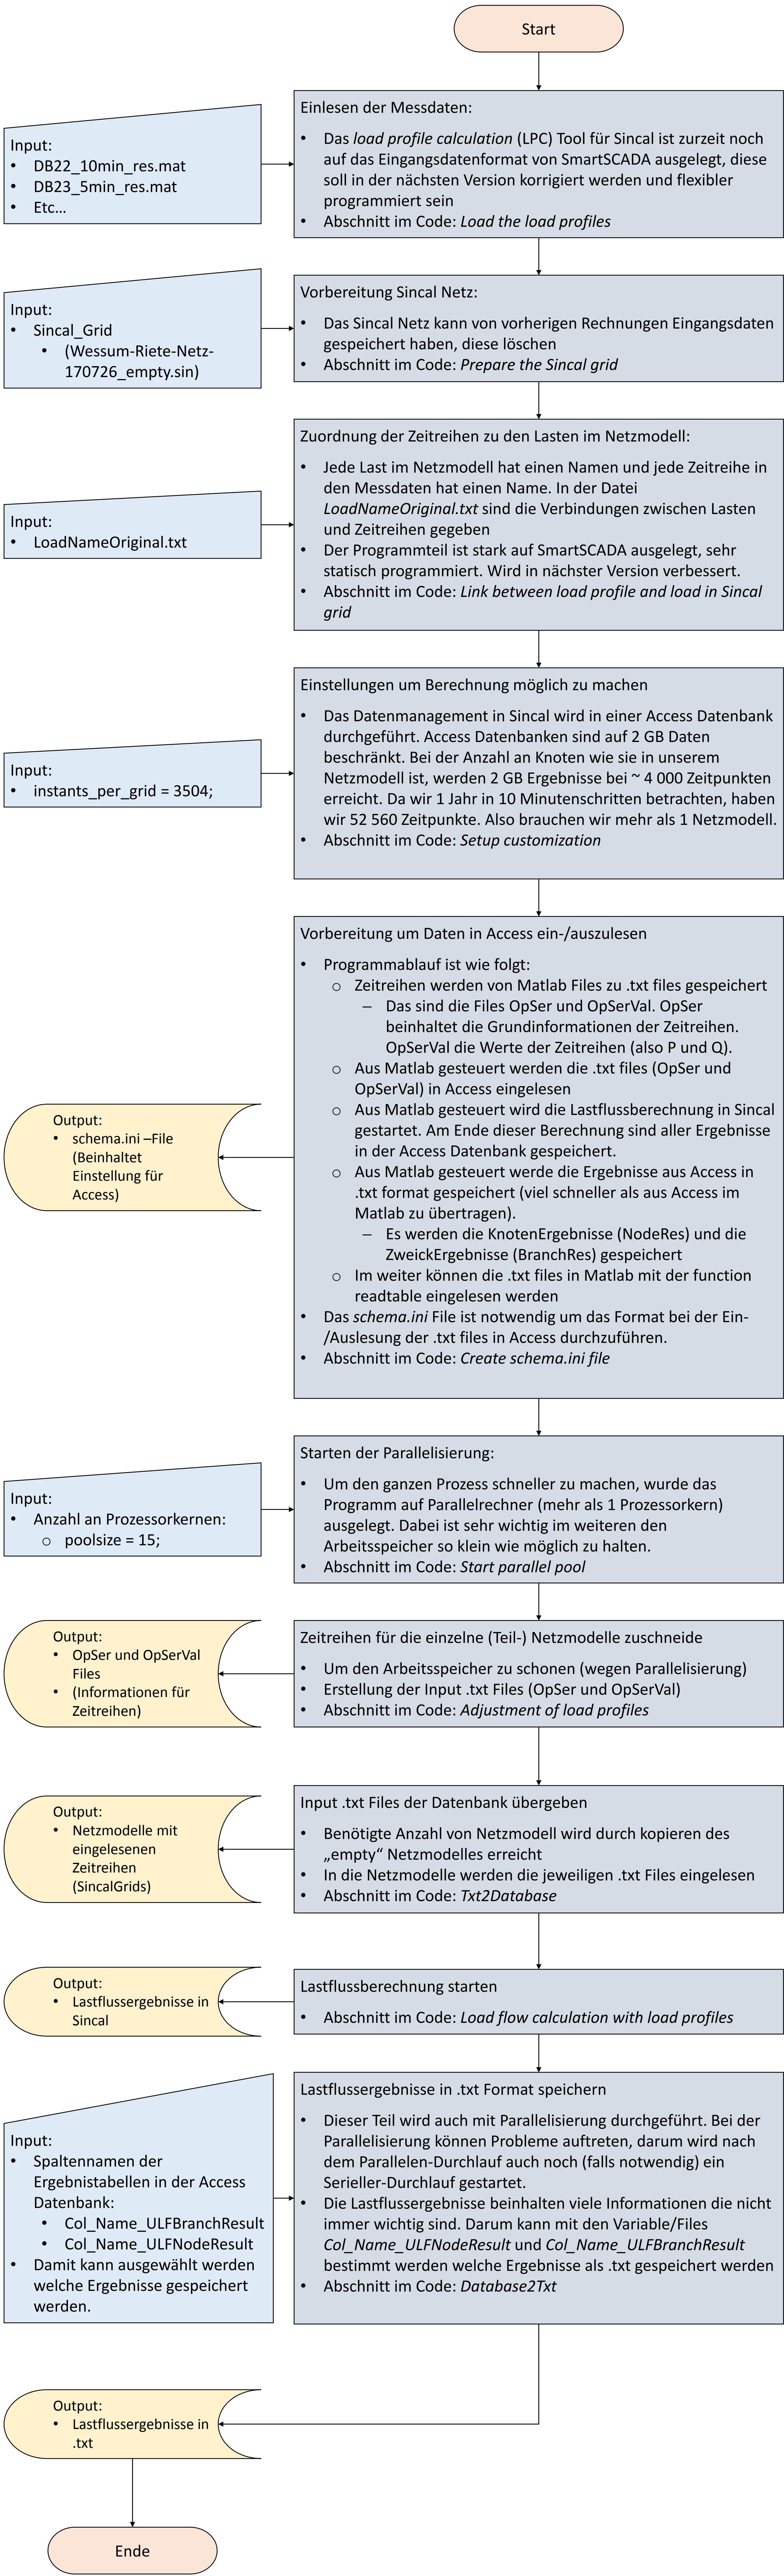 Start
Einlesen der Messdaten:
• Das load profile calculation (LPC) Tool für Sincal ist zurzeit noch
auf das Eingangsdatenformat von SmartSCADA ausgelegt, diese
soll in der nächsten Version korrigiert werden und flexibler
programmiert sein
• Abschnitt im Code: Load the load profiles
Input:
• DB22_10min_res.mat
• DB23_5min_res.mat
• Etc...
Vorbereitung Sincal Netz:
• Das Sincal Netz kann von vorherigen Rechnungen Eingangsdaten
gespeichert haben, diese löschen
• Abschnitt im Code: Prepare the Sincal grid
Input:
• Sincal_Grid
• (Wessum-Riete-Netz-
170726_empty.sin)
Zuordnung der Zeitreihen zu den Lasten im Netzmodell:
• Jede Last im Netzmodell hat einen Namen und jede Zeitreihe in
den Messdaten hat einen Name. In der Datei
LoadNameOriginal.txt sind die Verbindungen zwischen Lasten
und Zeitreihen gegeben
• Der Programmteil ist stark auf SmartSCADA ausgelegt, sehr
statisch programmiert. Wird in nächster Version verbessert.
• Abschnitt im Code: Link between load profile and load in Sincal
grid
Input:
• LoadNameOriginal.txt
Einstellungen um Berechnung möglich zu machen
• Das Datenmanagement in Sincal wird in einer Access Datenbank
durchgeführt. Access Datenbanken sind auf 2 GB Daten
beschränkt. Bei der Anzahl an Knoten wie sie in unserem
Netzmodell ist, werden 2 GB Ergebnisse bei ~ 4 000 Zeitpunkten
erreicht. Da wir 1 Jahr in 10 Minutenschritten betrachten, haben
wir 52 560 Zeitpunkte. Also brauchen wir mehr als 1 Netzmodell.
• Abschnitt im Code: Setup customization
Input:
• instants_per_grid = 3504;
Vorbereitung um Daten in Access ein-/auszulesen
• Programmablauf ist wie folgt:
o Zeitreihen werden von Matlab Files zu .txt files gespeichert
– Das sind die Files OpSer und OpSerVal. OpSer
beinhaltet die Grundinformationen der Zeitreihen.
OpSerVal die Werte der Zeitreihen (also P und Q).
o Aus Matlab gesteuert werden die .txt files (OpSer und
OpSerVal) in Access eingelesen
o Aus Matlab gesteuert wird die Lastflussberechnung in Sincal
gestartet. Am Ende dieser Berechnung sind aller Ergebnisse
in der Access Datenbank gespeichert.
o Aus Matlab gesteuert werde die Ergebnisse aus Access in
.txt format gespeichert (viel schneller als aus Access im
Matlab zu übertragen).
– Es werden die KnotenErgebnisse (NodeRes) und die
ZweickErgebnisse (BranchRes) gespeichert
o Im weiter können die .txt files in Matlab mit der function
readtable eingelesen werden
• Das schema.ini File ist notwendig um das Format bei der Ein-
/Auslesung der .txt files in Access durchzuführen.
• Abschnitt im Code: Create schema.ini file
Output:
• schema.ini –File
(Beinhaltet
Einstellung für
Access)
Starten der Parallelisierung:
• Um den ganzen Prozess schneller zu machen, wurde das
Programm auf Parallelrechner (mehr als 1 Prozessorkern)
ausgelegt. Dabei ist sehr wichtig im weiteren den
Arbeitsspeicher so klein wie möglich zu halten.
• Abschnitt im Code: Start parallel pool
Input:
• Anzahl an Prozessorkernen:
o poolsize = 15;
Zeitreihen für die einzelne (Teil-) Netzmodelle zuschneide
• Um den Arbeitsspeicher zu schonen (wegen Parallelisierung)
• Erstellung der Input .txt Files (OpSer und OpSerVal)
• Abschnitt im Code: Adjustment of load profiles
Output:
• OpSer und OpSerVal
Files
• (Informationen für
Zeitreihen)
Input .txt Files der Datenbank übergeben
• Benötigte Anzahl von Netzmodell wird durch kopieren des
„empty“ Netzmodelles erreicht
• In die Netzmodelle werden die jeweiligen .txt Files eingelesen
• Abschnitt im Code: Txt2Database
Output:
• Netzmodelle mit
eingelesenen
Zeitreihen
(SincalGrids)
Lastflussberechnung starten
• Abschnitt im Code: Load flow calculation with load profiles
Output:
• Lastflussergebnisse in
Sincal
Lastflussergebnisse in .txt Format speichern
• Dieser Teil wird auch mit Parallelisierung durchgeführt. Bei der
Parallelisierung können Probleme auftreten, darum wird nach
dem Parallelen-Durchlauf auch noch (falls notwendig) ein
Serieller-Durchlauf gestartet.
• Die Lastflussergebnisse beinhalten viele Informationen die nicht
immer wichtig sind. Darum kann mit den Variable/Files
Col_Name_ULFNodeResult und Col_Name_ULFBranchResult
bestimmt werden welche Ergebnisse als .txt gespeichert werden
• Abschnitt im Code: Database2Txt
Input:
• Spaltennamen der
Ergebnistabellen in der Access
Datenbank:
• Col_Name_ULFBranchResult
• Col_Name_ULFNodeResult
• Damit kann ausgewählt werden
welche Ergebnisse gespeichert
werden.
Output:
• Lastflussergebnisse in
.txt
Ende